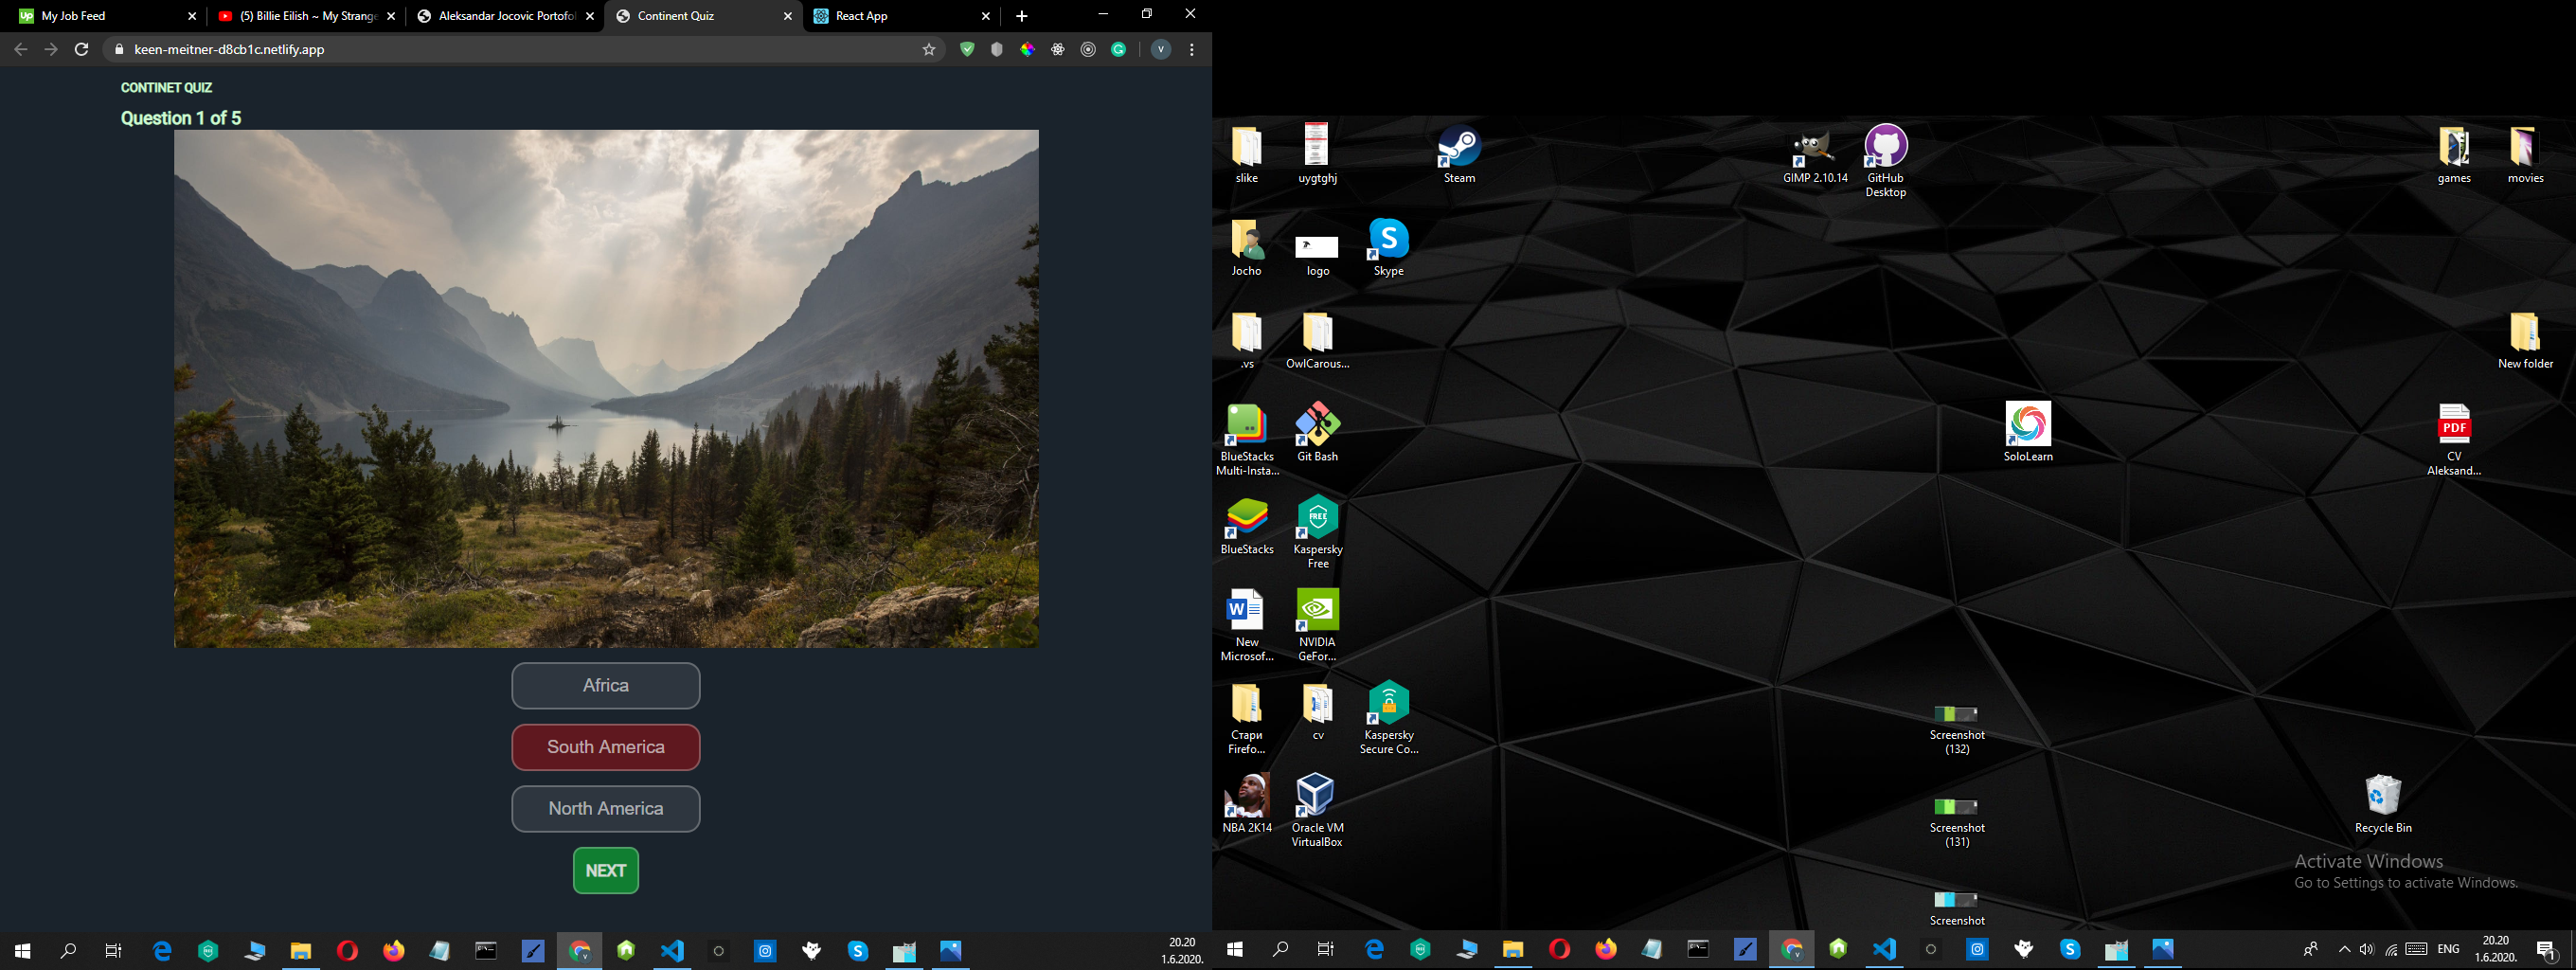 My Job Feed
(5) Billie Eilish ~ My Strange
Aleksandar Jocovic Portofol
Continent Quiz
React App
keen-meitner-d8cb1c.netlify.app
V
CONTINET QUIZ
Question 1 of 5
Africa
South America
North America
NEXT
20.20
1.6.2020.
slike
uygtghj
Steam
GIMP 2.10.14
GitHub
Desktop
games
movies
Jocho
logo
Skype
.vs
OwlCarous...
New folder
BlueStacks
Multi-Insta...
Git Bash
SoloLearn
PDF
CV
Aleksand...
BlueStacks
FREE
Kaspersky
Free
New
Microsof...
NVIDIA
GeFor...
Стари
Firefo...
cv
Kaspersky
Secure Co...
Screenshot
(132)
NBA 2K14
Oracle VM
VirtualBox
Screenshot
(131)
Recycle Bin
Activate Windows
Go to Settings to activate Windows.
Screenshot
ENG
20.20
1.6.2020.
1